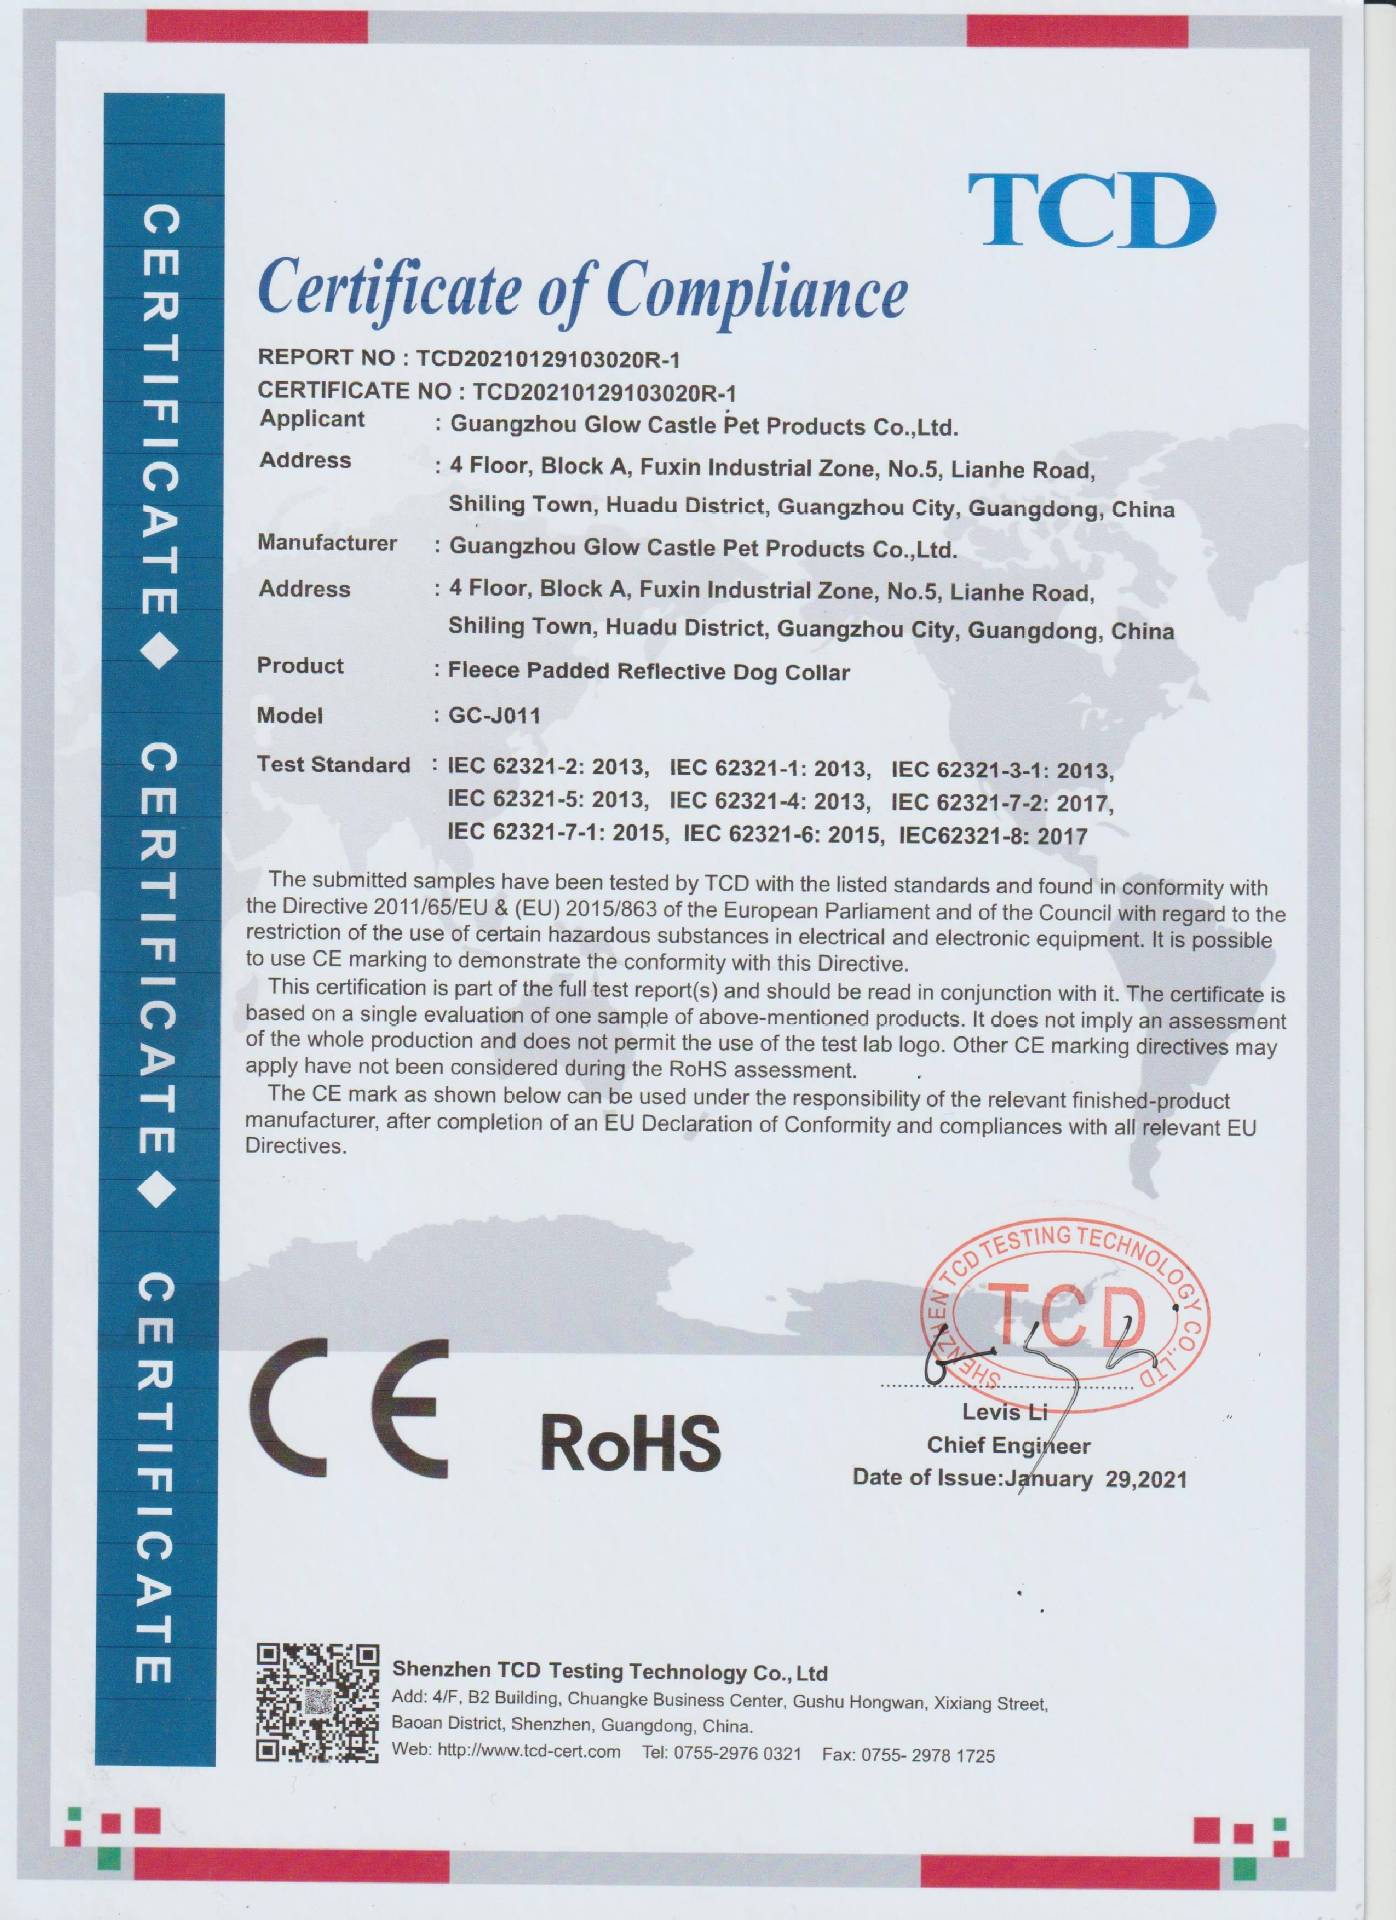 TCD
CERTIFICATE ◆ CERTIFICATE ◆ CERTIFICATE
Certificate of Compliance
REPORT NO : TCD20210129103020R-1
CERTIFICATE NO : TCD20210129103020R-1
Applicant : Guangzhou Glow Castle Pet Products Co.,Ltd.
Address : 4 Floor, Block A, Fuxin Industrial Zone, No.5, Lianhe Road,
Shiling Town, Huadu District, Guangzhou City, Guangdong, China
Manufacturer : Guangzhou Glow Castle Pet Products Co.,Ltd.
Address : 4 Floor, Block A, Fuxin Industrial Zone, No.5, Lianhe Road,
Shiling Town, Huadu District, Guangzhou City, Guangdong, China
Product : Fleece Padded Reflective Dog Collar
Model : GC-J011
Test Standard : IEC 62321-2: 2013, IEC 62321-1: 2013, IEC 62321-3-1: 2013,
IEC 62321-5: 2013, IEC 62321-4: 2013, IEC 62321-7-2: 2017,
IEC 62321-7-1: 2015, IEC 62321-6: 2015, IEC62321-8: 2017
The submitted samples have been tested by TCD with the listed standards and found in conformity with
the Directive 2011/65/EU & (EU) 2015/863 of the European Parliament and of the Council with regard to the
restriction of the use of certain hazardous substances in electrical and electronic equipment. It is possible
to use CE marking to demonstrate the conformity with this Directive.
This certification is part of the full test report(s) and should be read in conjunction with it. The certificate is
based on a single evaluation of one sample of above-mentioned products. It does not imply an assessment
of the whole production and does not permit the use of the test lab logo. Other CE marking directives may
apply have not been considered during the RoHS assessment.
The CE mark as shown below can be used under the responsibility of the relevant finished-product
manufacturer, after completion of an EU Declaration of Conformity and compliances with all relevant EU
Directives.
SHENZHEN TCD TESTING TECHNOLOGY CO.,LTD
TCD
CE RoHS
Levis Li
Chief Engineer
Date of Issue:January 29,2021
Shenzhen TCD Testing Technology Co., Ltd
Add: 4/F, B2 Building, Chuangke Business Center, Gushu Hongwan, Xixiang Street,
Baoan District, Shenzhen, Guangdong, China.
Web: http://www.tcd-cert.com Tel: 0755-2976 0321 Fax: 0755- 2978 1725